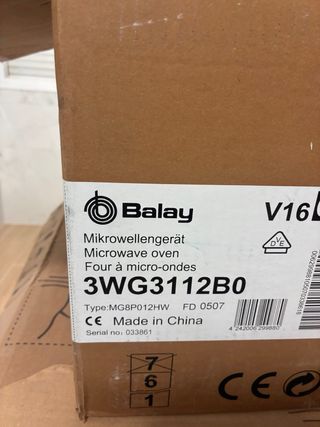 Balay V16
Mikrowellengerät
Microwave oven
Four à micro-ondes
3WG3112B0
Type:MG8P012HW FD 0507
CE Made in China
Serial no. 033861
4 242006 299880
7
6
1
CE